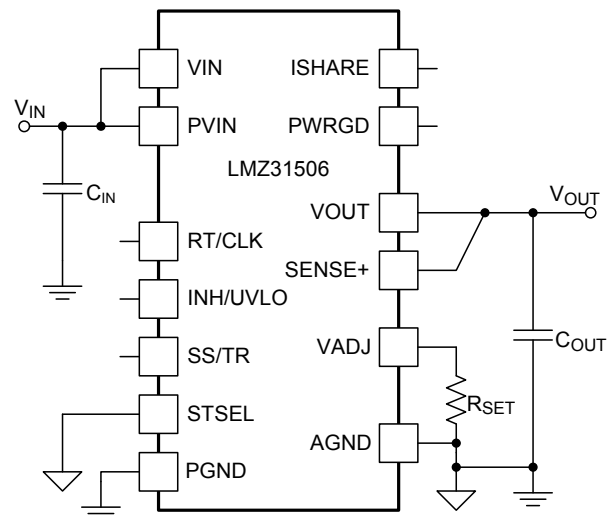 VIN
ISHARE
V_IN
PVIN
PWRGD
LMZ31506
C_IN
VOUT
V_OUT
RT/CLK
SENSE+
INH/UVLO
VADJ
C_OUT
SS/TR
R_SET
STSEL
AGND
PGND